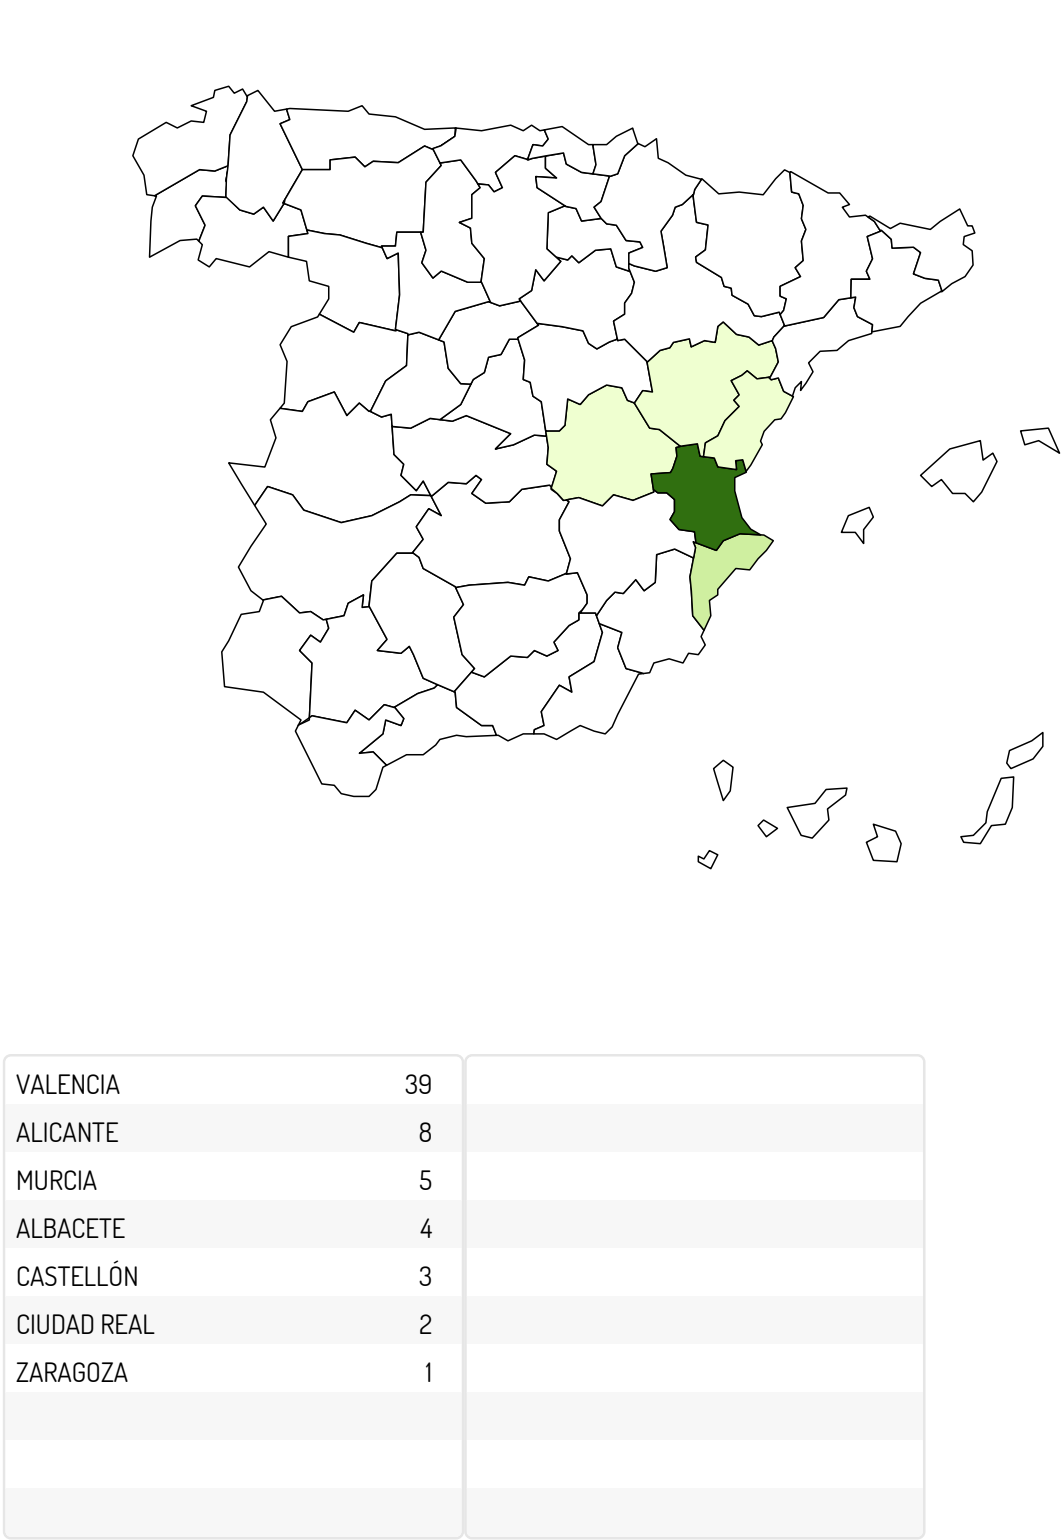 VALENCIA 39
ALICANTE 8
MURCIA 5
ALBACETE 4
CASTELLÓN 3
CIUDAD REAL 2
ZARAGOZA 1